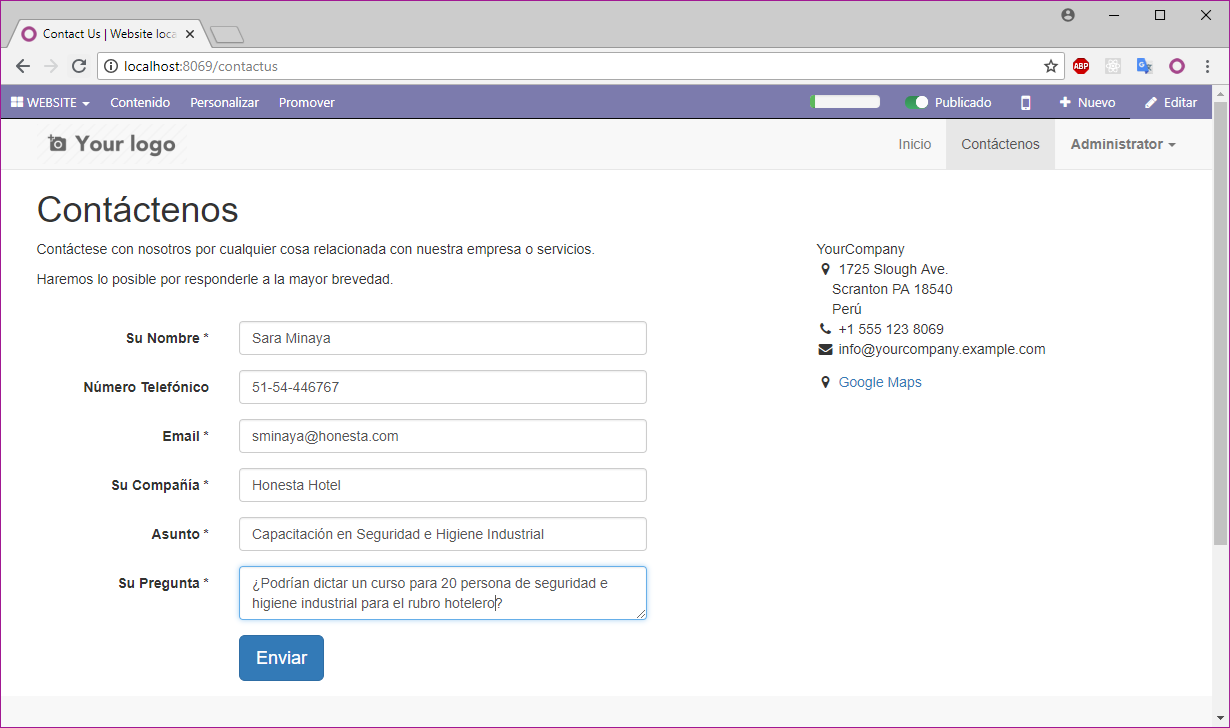 Contact Us | Website loca
localhost:8069/contactus
ABP
WEBSITE Contenido Personalizar Promover Publicado Nuevo Editar
Your logo Inicio Contáctenos Administrator
Contáctenos
Contáctese con nosotros por cualquier cosa relacionada con nuestra empresa o servicios.
Haremos lo posible por responderle a la mayor brevedad.
YourCompany
1725 Slough Ave.
Scranton PA 18540
Perú
+1 555 123 8069
info@yourcompany.example.com
Google Maps
Su Nombre * Sara Minaya
Número Telefónico 51-54-446767
Email * sminaya@honesta.com
Su Compañía * Honesta Hotel
Asunto * Capacitación en Seguridad e Higiene Industrial
Su Pregunta * ¿Podrían dictar un curso para 20 persona de seguridad e
higiene industrial para el rubro hotelero?
Enviar